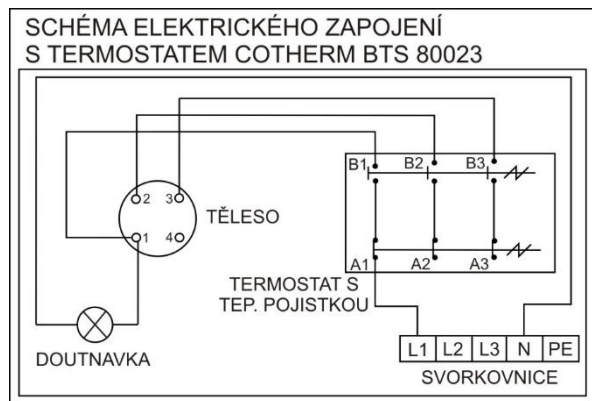 SCHÉMA ELEKTRICKÉHO ZAPOJENÍ
S TERMOSTATEM COTHERM BTS 80023
B1 B2 B3
2 3
TĚLESO
1 4
A1 A2 A3
TERMOSTAT S
TEP. POJISTKOU
DOUTNAVKA
L1 L2 L3 N PE
SVORKOVNICE